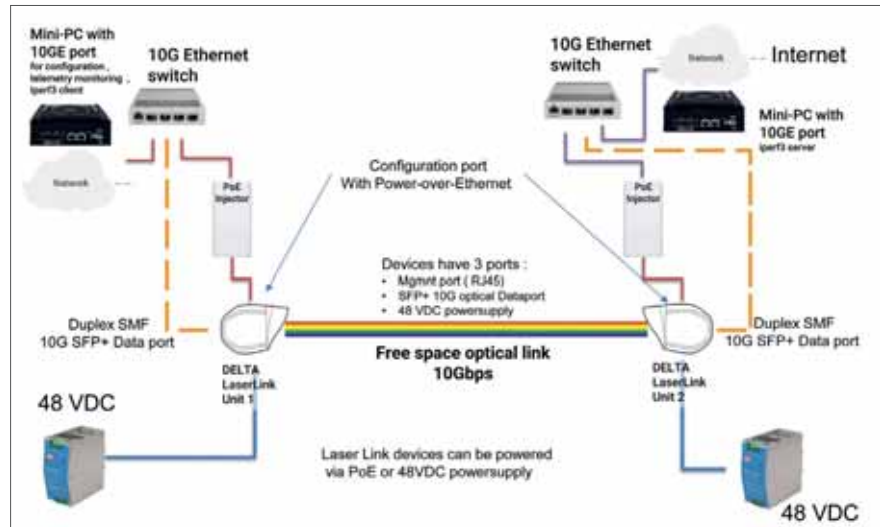 Mini-PC with
10GE port
for configuration ,
telemetry monitoring ,
Iperf3 client
10G Ethernet
switch
Network
PoE
Injector
Configuration port
With Power-over-Ethernet
10G Ethernet
switch
Network
Internet
Mini-PC with
10GE port
iperf3 server
PoE
Injector
Devices have 3 ports :
• Mgmnt port ( RJ45)
• SFP+ 10G optical Dataport
• 48 VDC powersupply
Duplex SMF
10G SFP+ Data port
Free space optical link
10Gbps
Duplex SMF
10G SFP+ Data port
DELTA
LaserLink
Unit 1
DELTA
LaserLink
Unit 2
48 VDC
Laser Link devices can be powered
via PoE or 48VDC powersupply
48 VDC